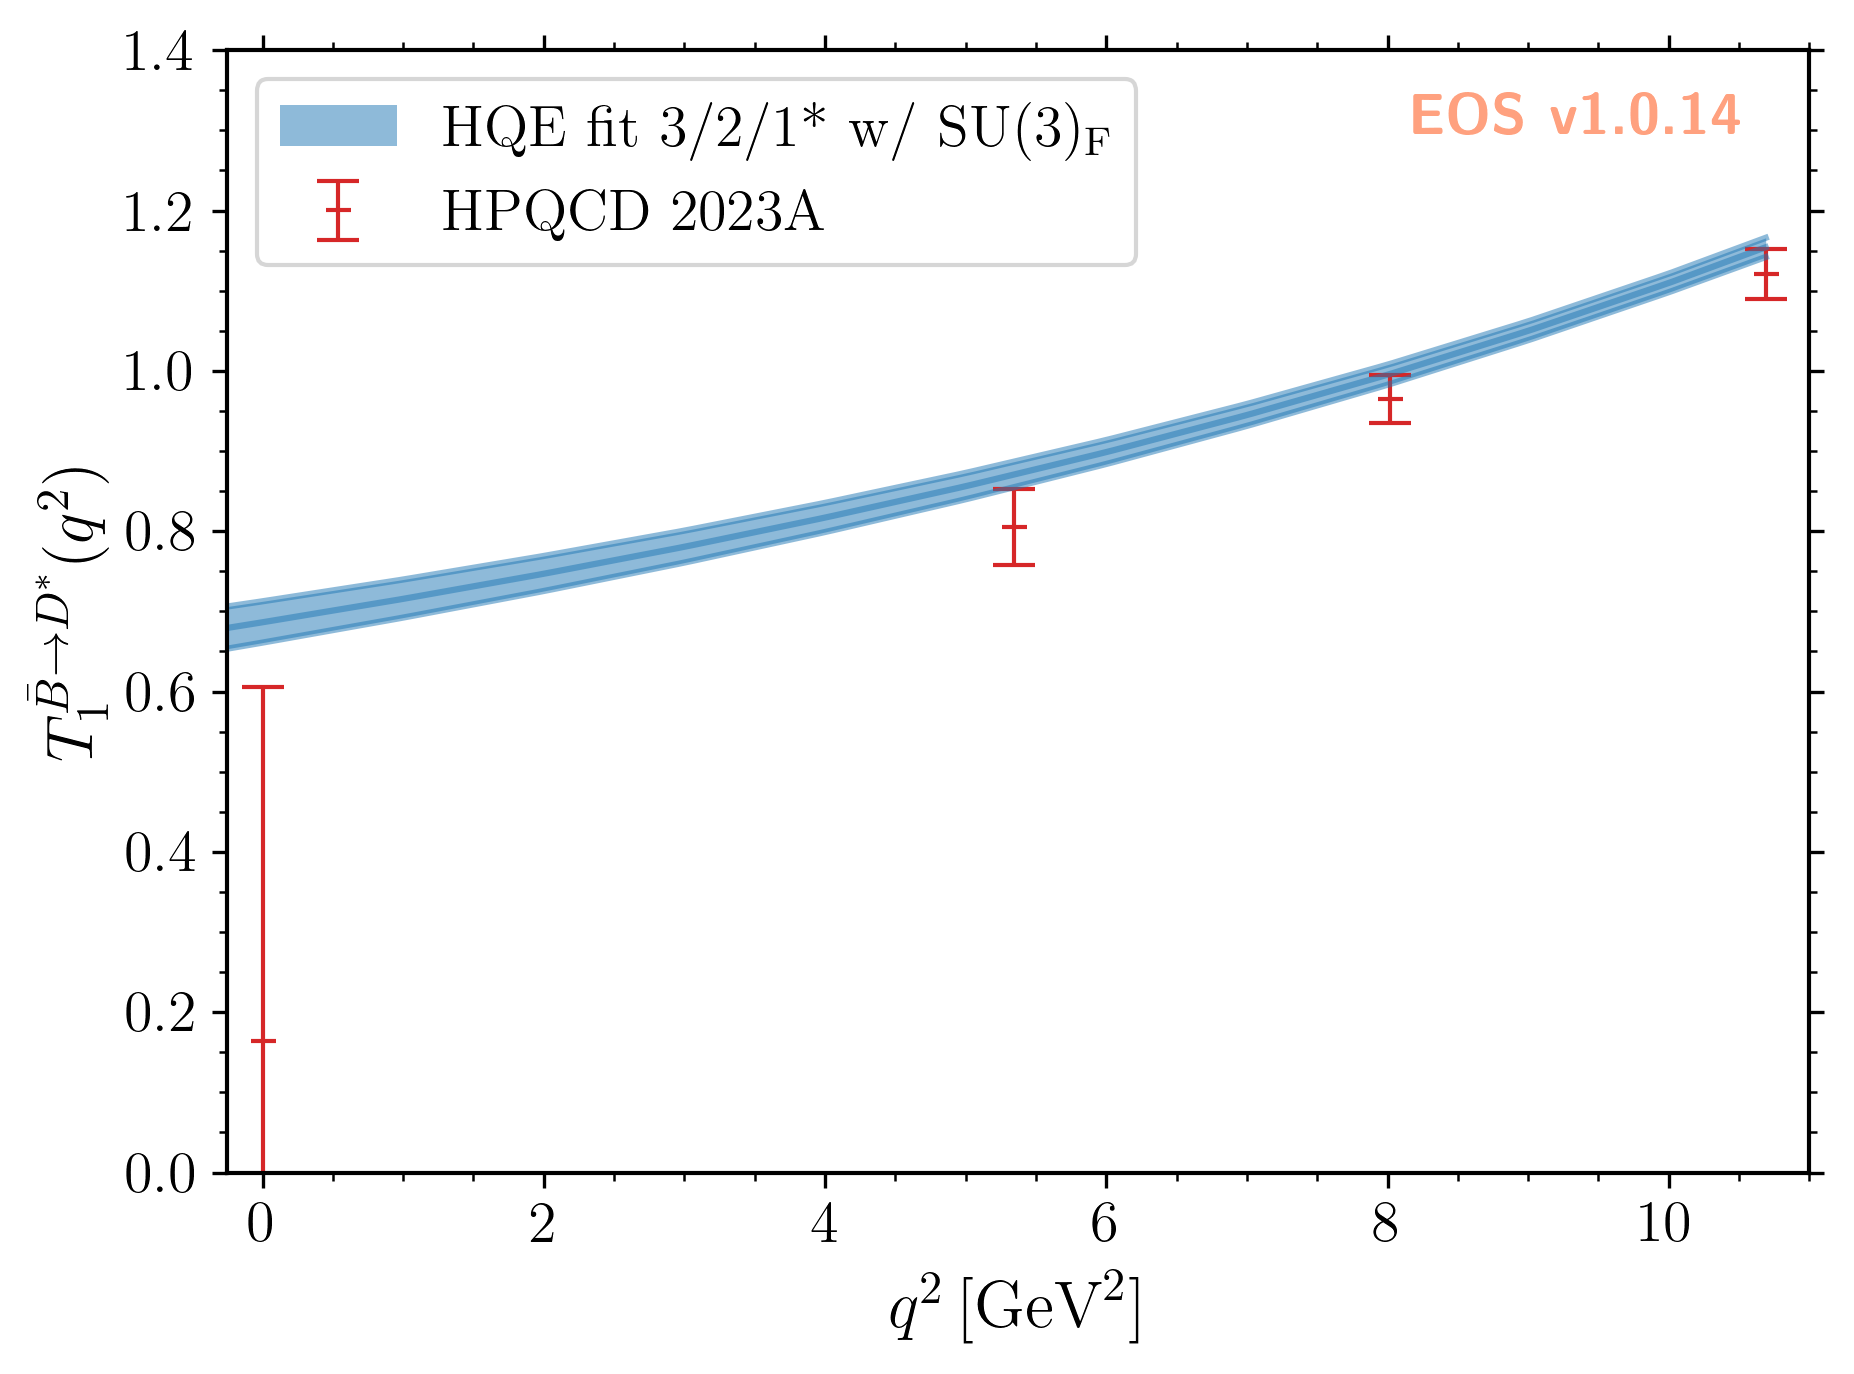 1.4
1.2
1.0
0.8
0.6
0.4
0.2
0.0
HQE fit 3/2/1* w/ SU(3)_F
HPQCD 2023A
EOS v1.0.14
T_1^{B̄→D*}(q²)
0 2 4 6 8 10
q² [GeV²]